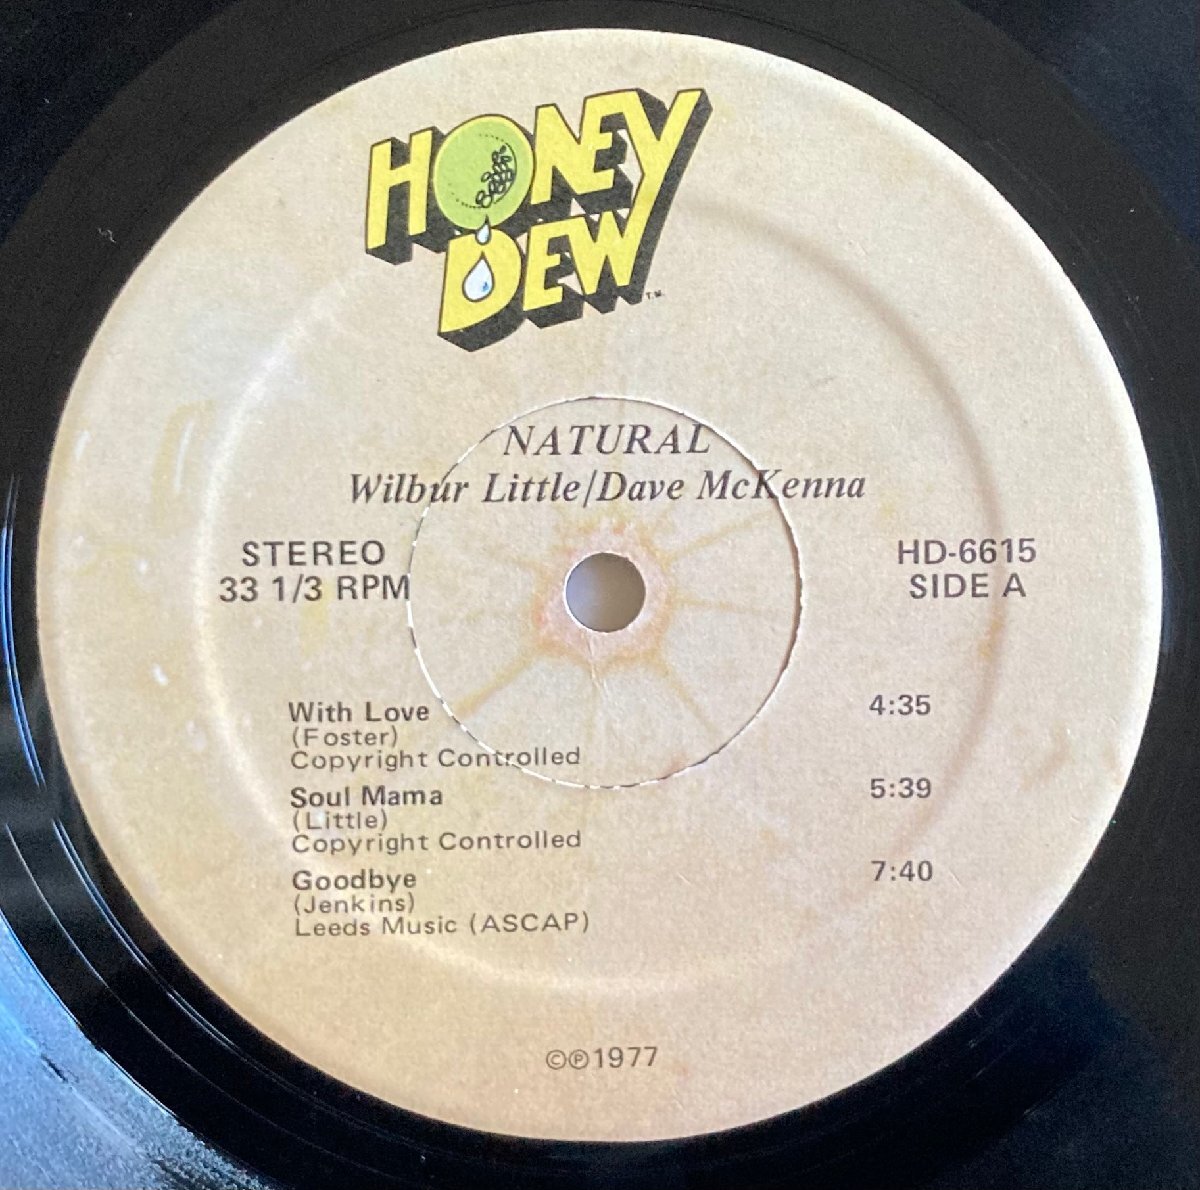 HONEY
DEW
™
NATURAL
Wilbur Little/Dave McKenna
STEREO
33 1/3 RPM
HD-6615
SIDE A
With Love 4:35
(Foster)
Copyright Controlled
Soul Mama 5:39
(Little)
Copyright Controlled
Goodbye 7:40
(Jenkins)
Leeds Music (ASCAP)
©℗1977